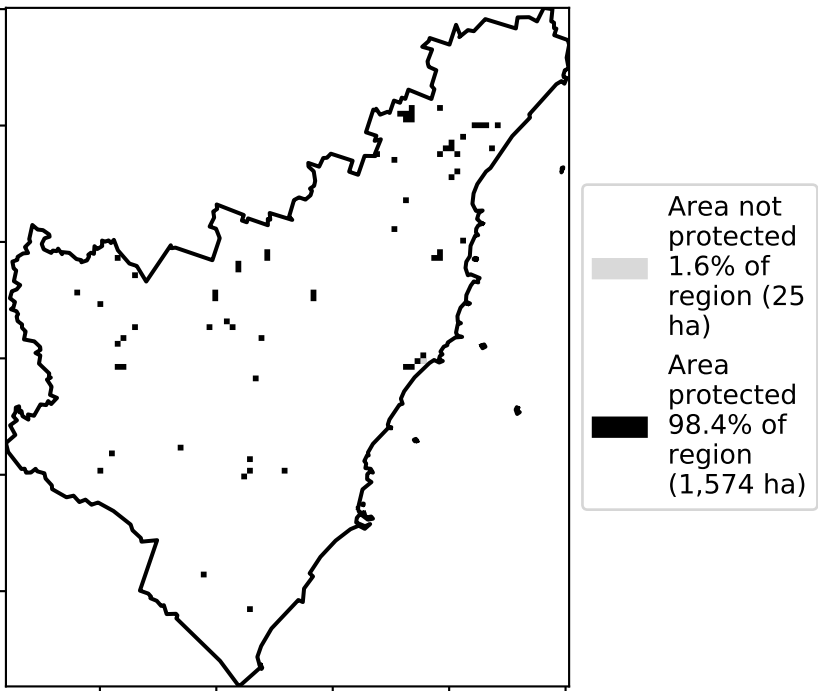 Area not
protected
1.6% of
region (25
ha)
Area
protected
98.4% of
region
(1,574 ha)